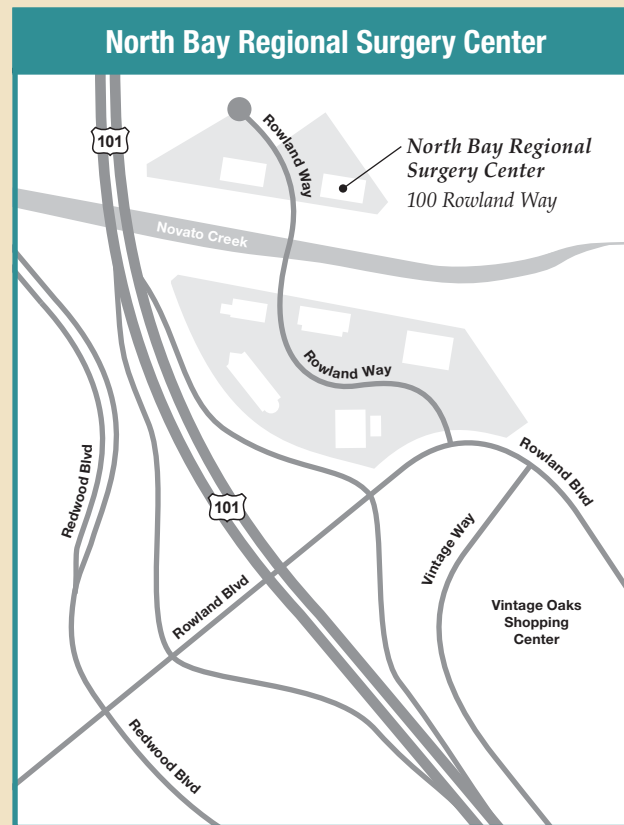 North Bay Regional Surgery Center
101
Rowland Way
North Bay Regional
Surgery Center
100 Rowland Way
Novato Creek
Rowland Way
Redwood Blvd
Rowland Blvd
101
Vintage Way
Rowland Blvd
Vintage Oaks
Shopping
Center
Redwood Blvd